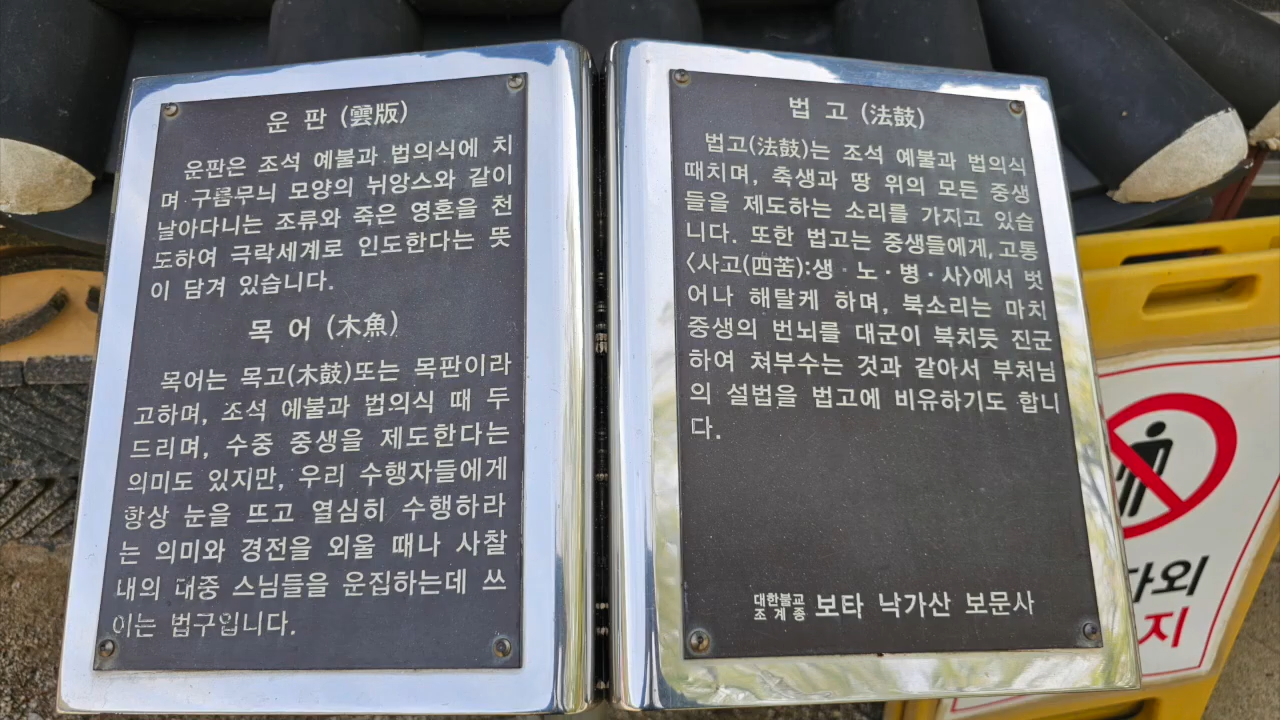 운 판 (雲版)
운판은 조석 예불과 법의식에 치
며 구름무늬 모양의 뉘앙스와 같이
날아다니는 조류와 죽은 영혼을 천
도하여 극락세계로 인도한다는 뜻
이 담겨 있습니다.
목 어 (木魚)
목어는 목고(木鼓)또는 목판이라
고하며, 조석 예불과 법의식 때 두
드리며, 수중 중생을 제도한다는
의미도 있지만, 우리 수행자들에게
항상 눈을 뜨고 열심히 수행하라
는 의미와 경전을 외울 때나 사찰
내의 대중 스님들을 운집하는데 쓰
이는 법구입니다.
법 고 (法鼓)
법고(法鼓)는 조석 예불과 법의식
때치며, 축생과 땅 위의 모든 중생
들을 제도하는 소리를 가지고 있습
니다. 또한 법고는 중생들에게, 고통
〈사고(四苦):생·노·병·사〉에서 벗
어나 해탈케 하며, 북소리는 마치
중생의 번뇌를 대군이 북치듯 진군
하여 쳐부수는 것과 같아서 부처님
의 설법을 법고에 비유하기도 합니
다.
대한불교
조계종 보타 낙가산 보문사
외
지